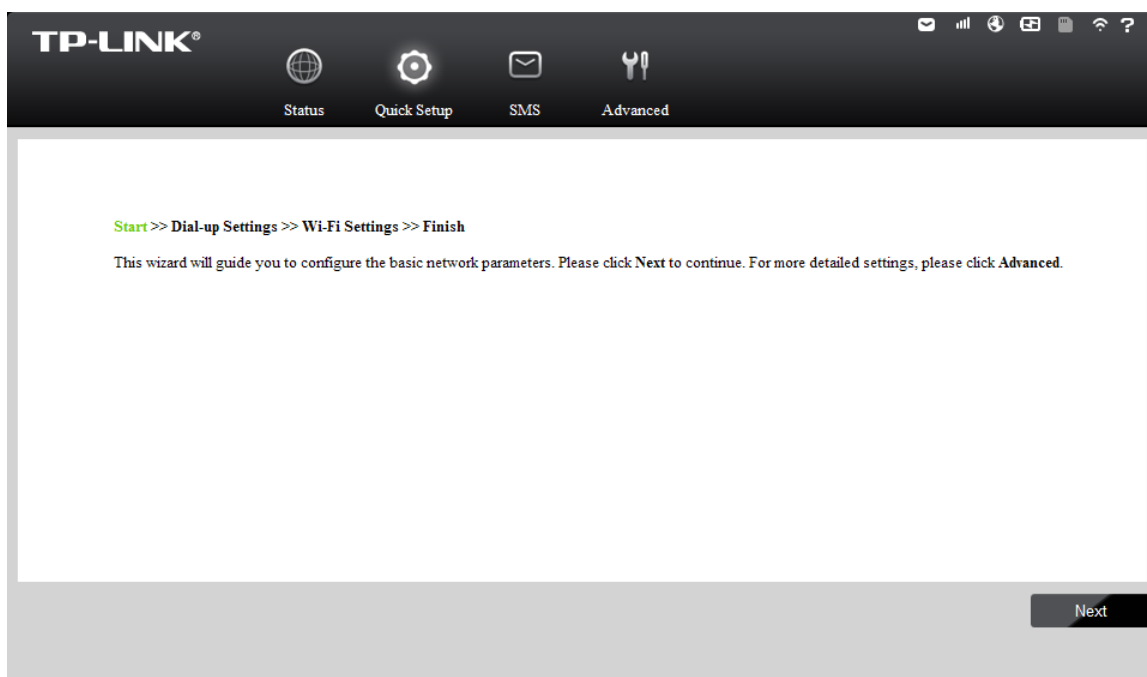 TP-LINK®
?
Status
Quick Setup
SMS
Advanced
Start >> Dial-up Settings >> Wi-Fi Settings >> Finish
This wizard will guide you to configure the basic network parameters. Please click Next to continue. For more detailed settings, please click Advanced.
Next